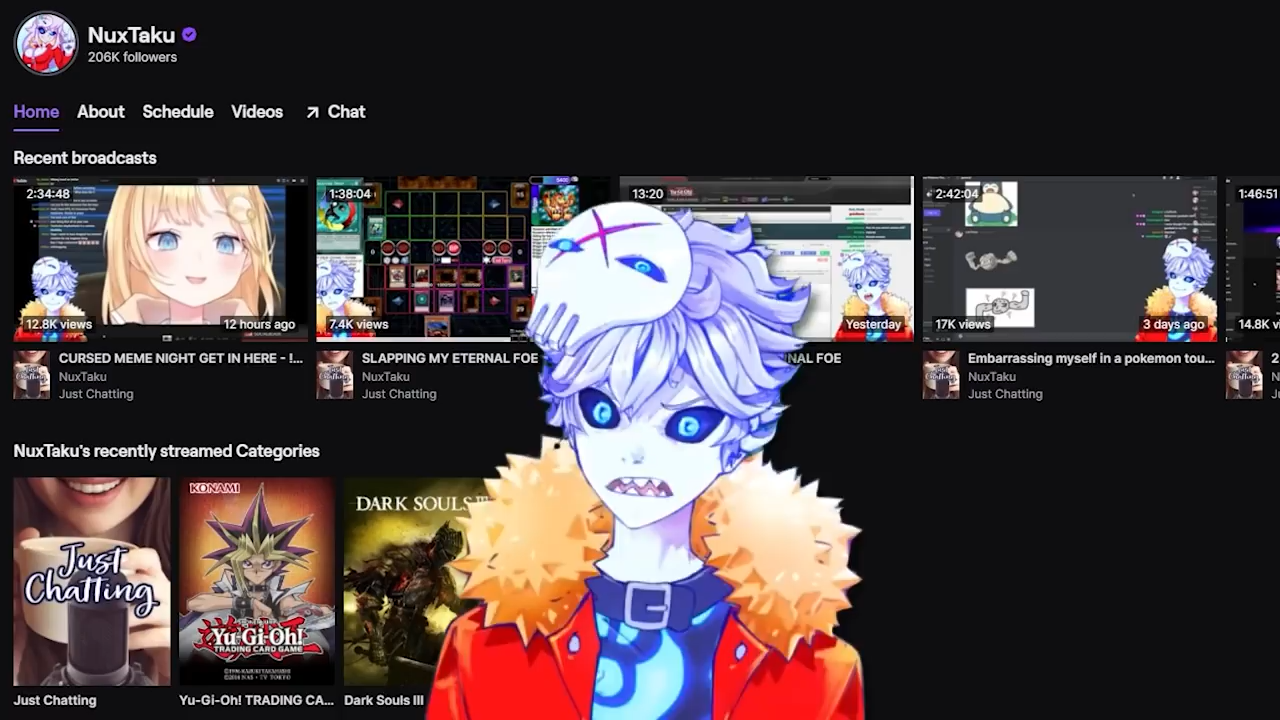 NuxTaku
206K followers
Home
About
Schedule
Videos
Chat
Recent broadcasts
2:34:48
12.8K views
12 hours ago
CURSED MEME NIGHT GET IN HERE - !...
NuxTaku
Just Chatting
1:38:04
7.4K views
SLAPPING MY ETERNAL FOE
NuxTaku
Just Chatting
13:20
Yesterday
NAL FOE
2:42:04
17K views
3 days ago
Embarrassing myself in a pokemon tou...
NuxTaku
Just Chatting
1:46:51
14.8K v
NuxTaku's recently streamed Categories
Just
Chatting
Just Chatting
KONAMI
Yu-Gi-Oh!
TRADING CARD GAME
Yu-Gi-Oh! TRADING CA...
DARK SOULS III
Dark Souls III